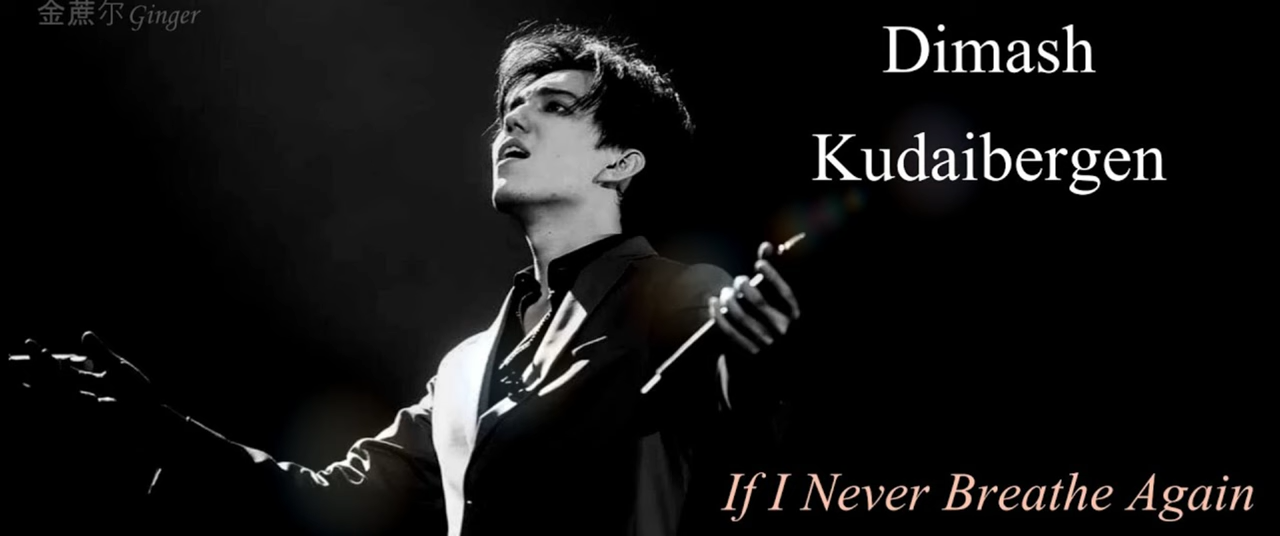 金蔗尔 Ginger
Dimash
Kudaibergen
If I Never Breathe Again